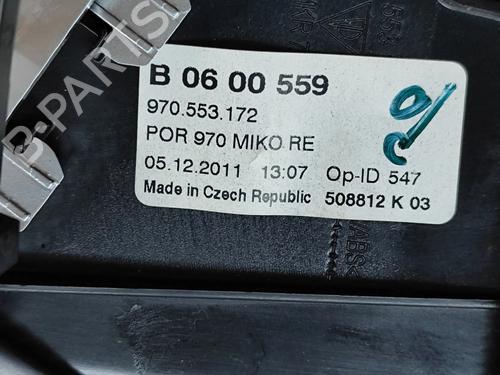 B-PARTS
B 06 00 559
970.553.172
POR 970 MIKO RE
05.12.2011 13:07 Op-ID 547
Made in Czech Republic 508812 K 03
553